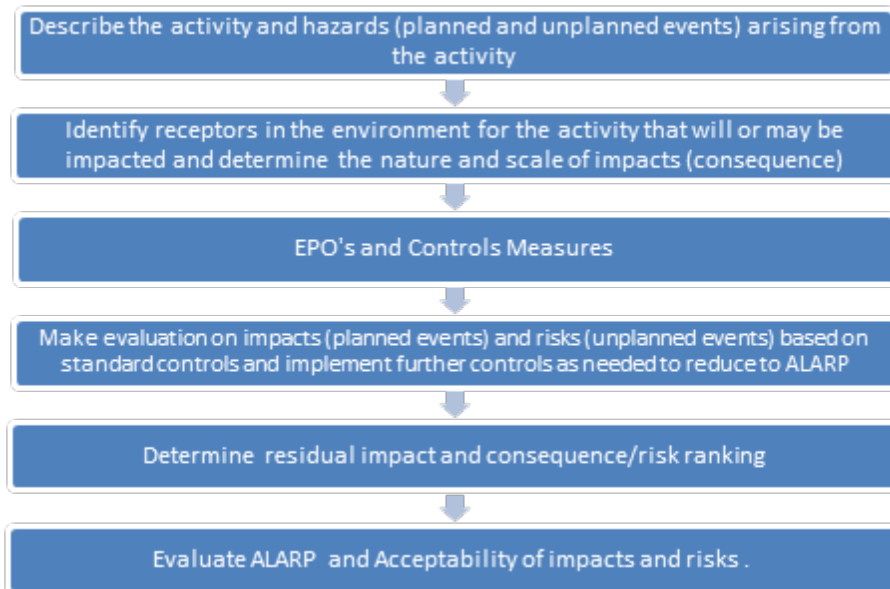 Describe the activity and hazards (planned and unplanned events) arising from
the activity
Identify receptors in the environment for the activity that will or may be
impacted and determine the nature and scale of impacts (consequence)
EPO's and Controls Measures
Make evaluation on impacts (planned events) and risks (unplanned events) based on
standard controls and implement further controls as needed to reduce to ALARP
Determine residual impact and consequence/risk ranking
Evaluate ALARP and Acceptability of impacts and risks .